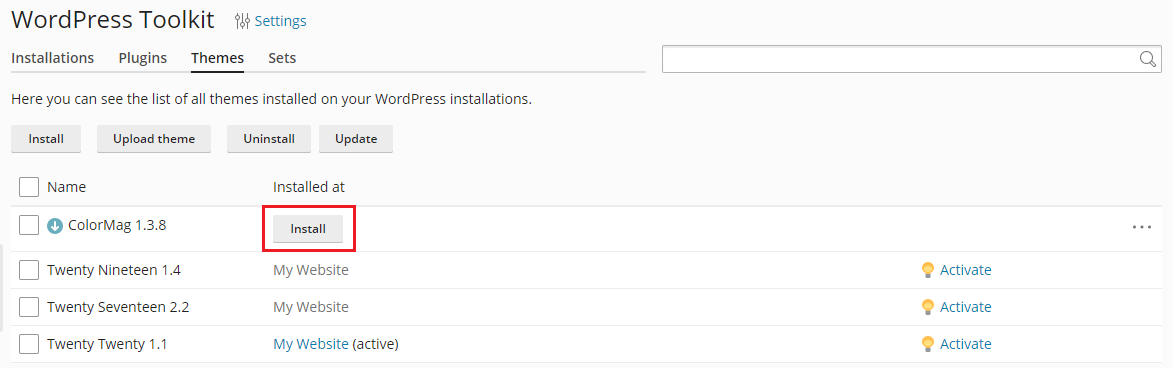 WordPress Toolkit Settings
Installations Plugins Themes Sets
Here you can see the list of all themes installed on your WordPress installations.
Install Upload theme Uninstall Update
Name Installed at
ColorMag 1.3.8 Install
Twenty Nineteen 1.4 My Website Activate
Twenty Seventeen 2.2 My Website Activate
Twenty Twenty 1.1 My Website (active) Activate